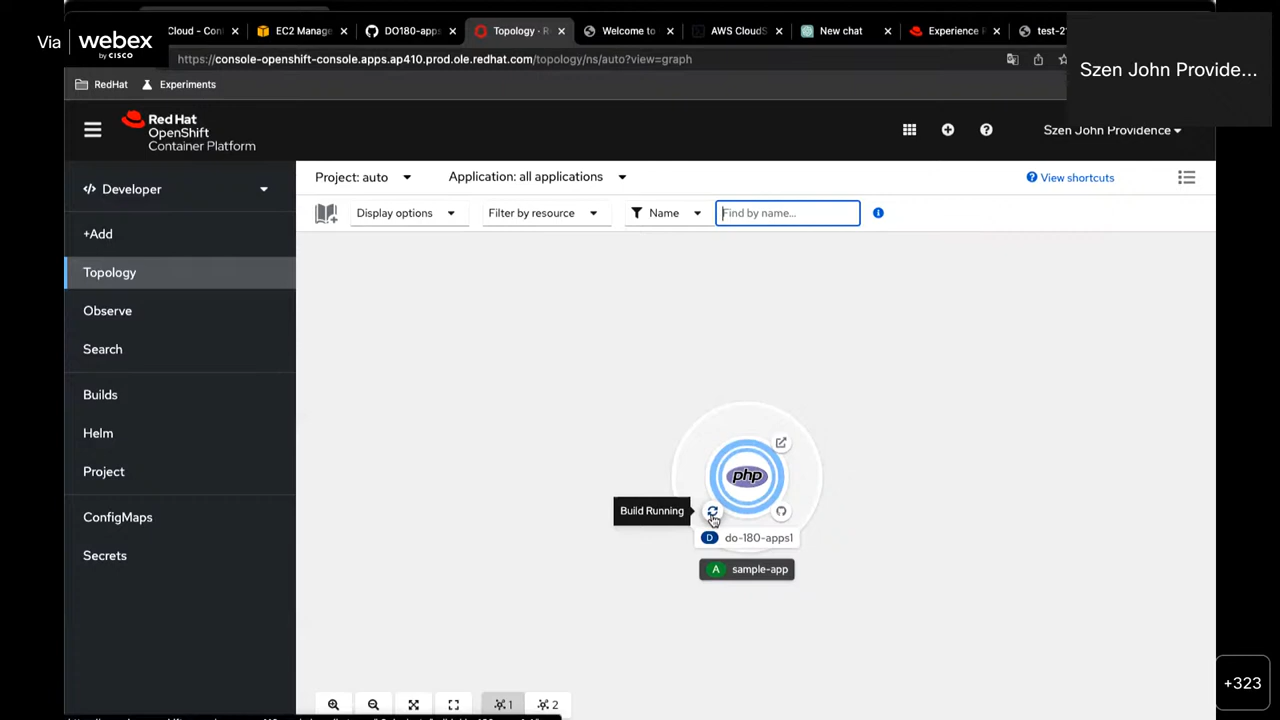 Via webex by CISCO
Cloud - Con
EC2 Manage
DO180-apps
Topology - R
Welcome to
AWS CloudS
New chat
Experience
test-2
Szen John Provide...
https://console-openshift-console.apps.ap410.prod.ole.redhat.com/topology/ns/auto?view=graph
RedHat
Experiments
Red Hat
OpenShift
Container Platform
Szen John Providence
Developer
Project: auto
Application: all applications
View shortcuts
Display options
Filter by resource
Name
Find by name...
+Add
Topology
Observe
Search
Builds
Helm
Project
ConfigMaps
Secrets
php
Build Running
D do-180-apps1
A sample-app
1
2
+323